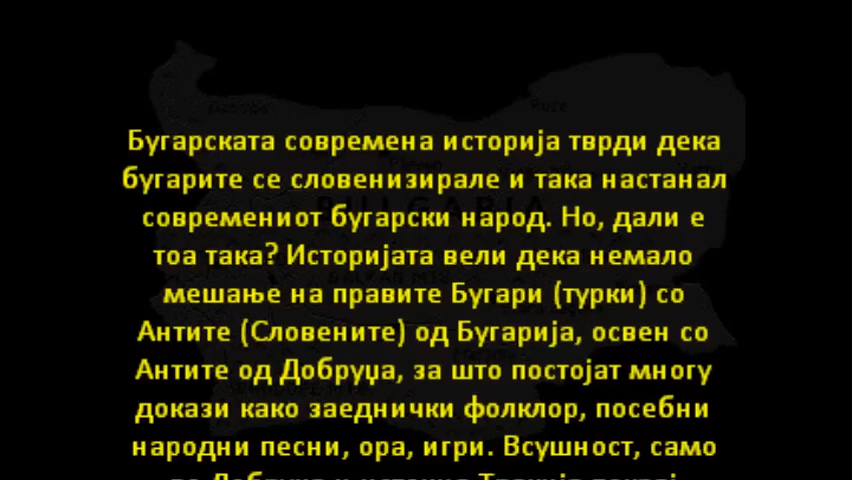 Бугарската современа историја тврди дека
бугарите се словенизирале и така настанал
современиот бугарски народ. Но, дали е
тоа така? Историјата вели дека немало
мешање на правите Бугари (турки) со
Антите (Словените) од Бугарија, освен со
Антите од Добруџа, за што постојат многу
докази како заеднички фолклор, посебни
народни песни, ора, игри. Всушност, само